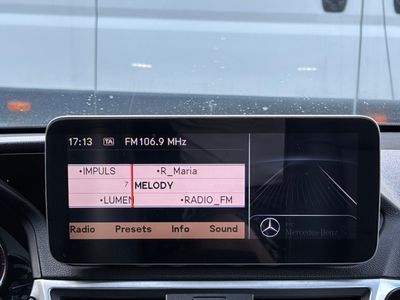 17:13 TA FM 106.9 MHz
•IMPULS •R_Maria
7 MELODY
•LUMEN •RADIO_FM
Radio Presets Info Sound
Mercedes-Benz